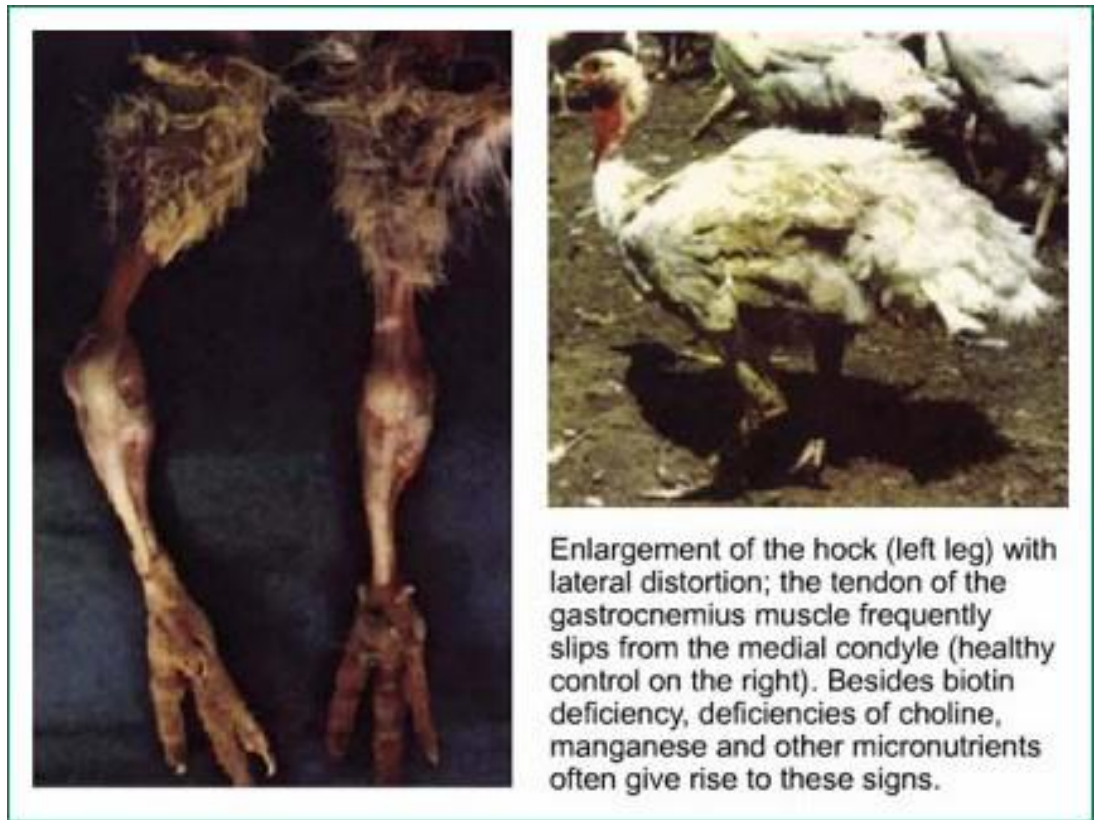 Enlargement of the hock (left leg) with
lateral distortion; the tendon of the
gastrocnemius muscle frequently
slips from the medial condyle (healthy
control on the right). Besides biotin
deficiency, deficiencies of choline,
manganese and other micronutrients
often give rise to these signs.